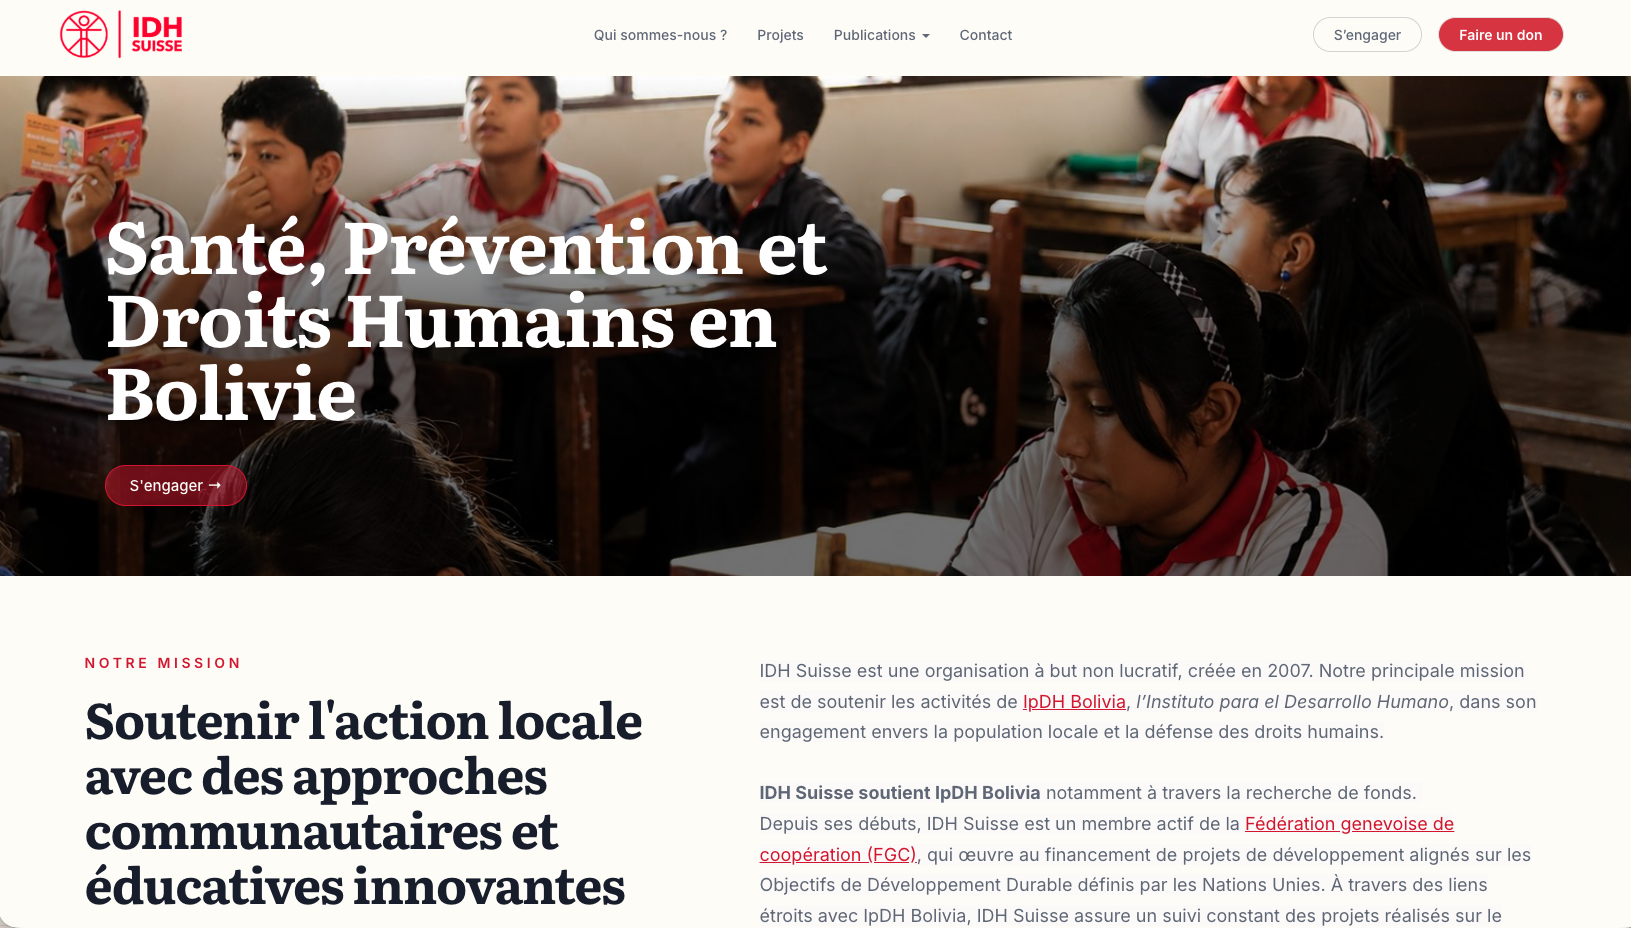 IDH
SUISSE
Qui sommes-nous ?
Projets
Publications
Contact
S'engager
Faire un don
Santé, Prévention et
Droits Humains en
Bolivie
S'engager →
NOTRE MISSION
Soutenir l'action locale
avec des approches
communautaires et
éducatives innovantes
IDH Suisse est une organisation à but non lucratif, créée en 2007. Notre principale mission
est de soutenir les activités de IpDH Bolivia, l’Instituto para el Desarrollo Humano, dans son
engagement envers la population locale et la défense des droits humains.
IDH Suisse soutient IpDH Bolivia notamment à travers la recherche de fonds.
Depuis ses débuts, IDH Suisse est un membre actif de la Fédération genevoise de
coopération (FGC), qui œuvre au financement de projets de développement alignés sur les
Objectifs de Développement Durable définis par les Nations Unies. À travers des liens
étroits avec IpDH Bolivia, IDH Suisse assure un suivi constant des projets réalisés sur le